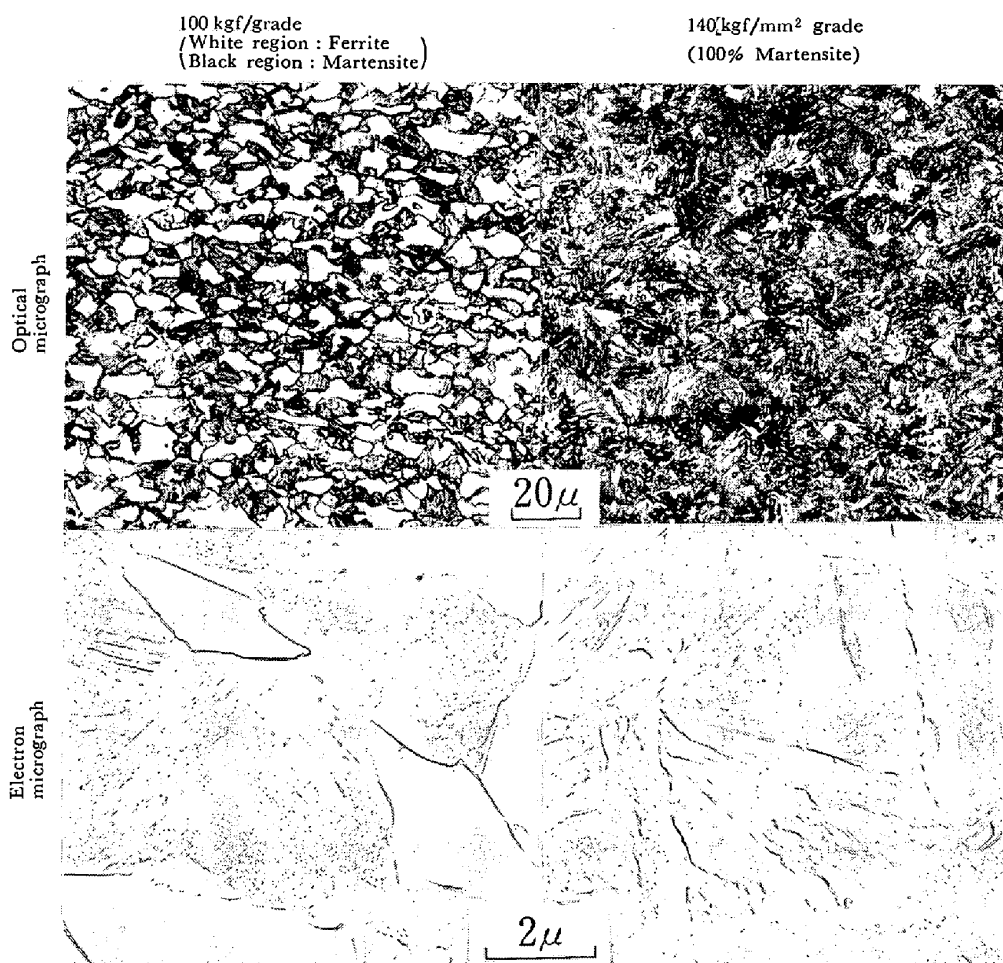 100 kgf/grade
(White region : Ferrite
Black region : Martensite)
140 kgf/mm² grade
(100% Martensite)
Optical
micrograph
20μ
Electron
micrograph
2μ